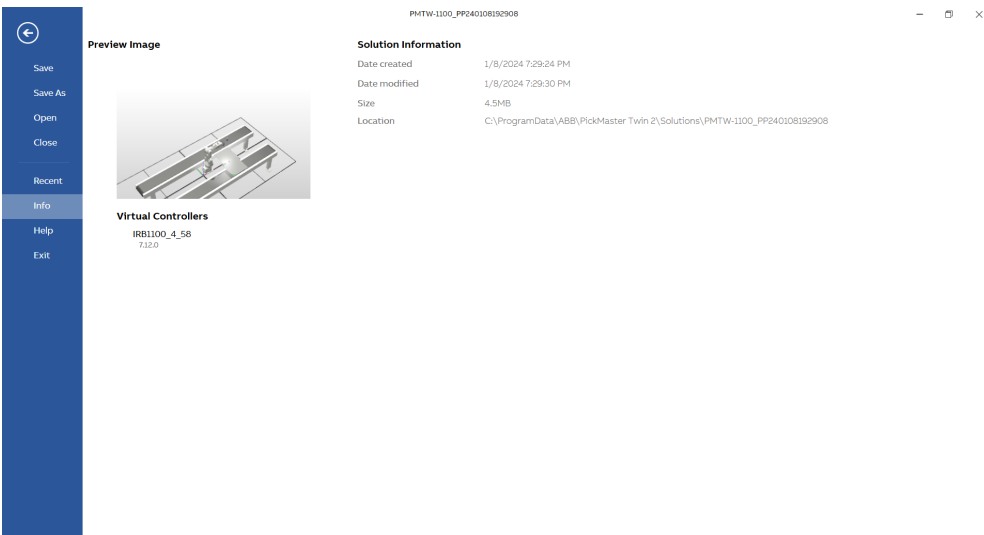 PMTW-1100_PP240108192908
Save
Save As
Open
Close
Recent
Info
Help
Exit
Preview Image
Virtual Controllers
IRB1100_4_58
7.12.0
Solution Information
Date created 1/8/2024 7:29:24 PM
Date modified 1/8/2024 7:29:30 PM
Size 4.5MB
Location C:\ProgramData\ABB\PickMaster Twin 2\Solutions\PMTW-1100_PP240108192908